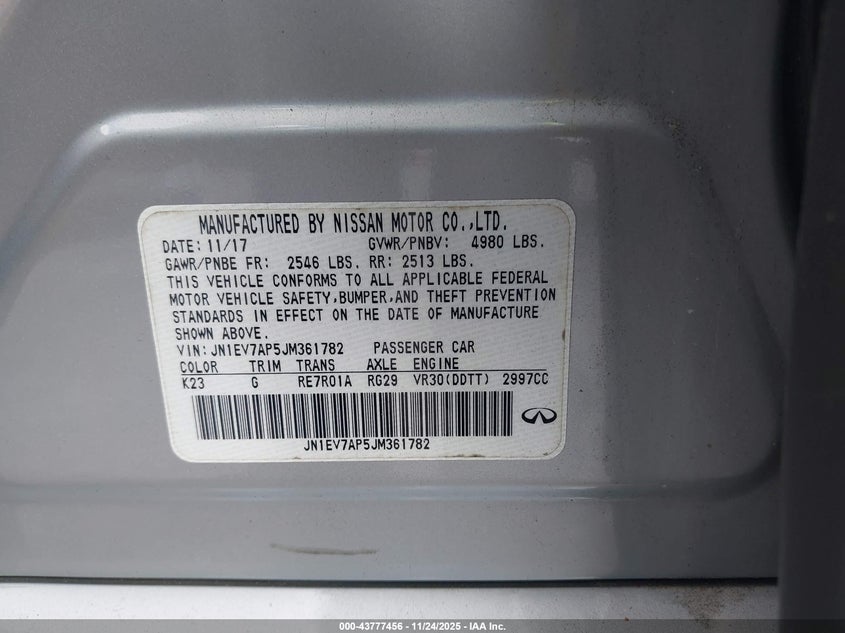 MANUFACTURED BY NISSAN MOTOR CO.,LTD.
DATE: 11/17 GVWR/PNBV: 4980 LBS.
GAWR/PNBE FR: 2546 LBS. RR: 2513 LBS.
THIS VEHICLE CONFORMS TO ALL APPLICABLE FEDERAL
MOTOR VEHICLE SAFETY,BUMPER,AND THEFT PREVENTION
STANDARDS IN EFFECT ON THE DATE OF MANUFACTURE
SHOWN ABOVE.
VIN: JN1EV7AP5JM361782 PASSENGER CAR
COLOR TRIM TRANS AXLE ENGINE
K23 G RE7R01A RG29 VR30(DDTT) 2997CC
JN1EV7AP5JM361782
000-43777456 - 11/24/2025 - IAA Inc.